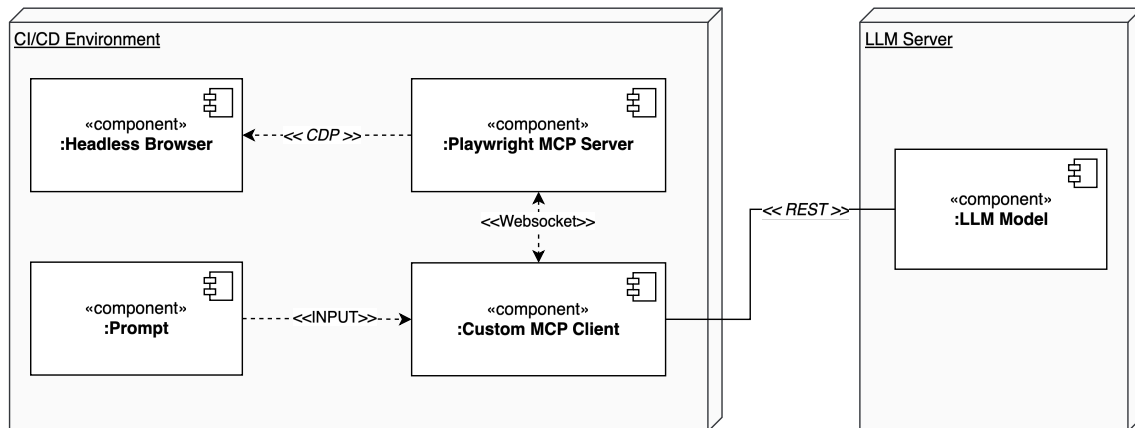 CI/CD Environment
LLM Server
«component»
:Headless Browser
<< CDP >>
«component»
:Playwright MCP Server
<<Websocket>>
«component»
:LLM Model
<< REST >>
«component»
:Prompt
<<INPUT>>
«component»
:Custom MCP Client